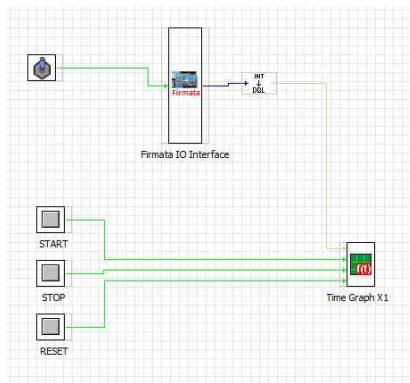 Firmata
INT
DBL
Firmata IO Interface
START
STOP
RESET
f(t)
Time Graph X1